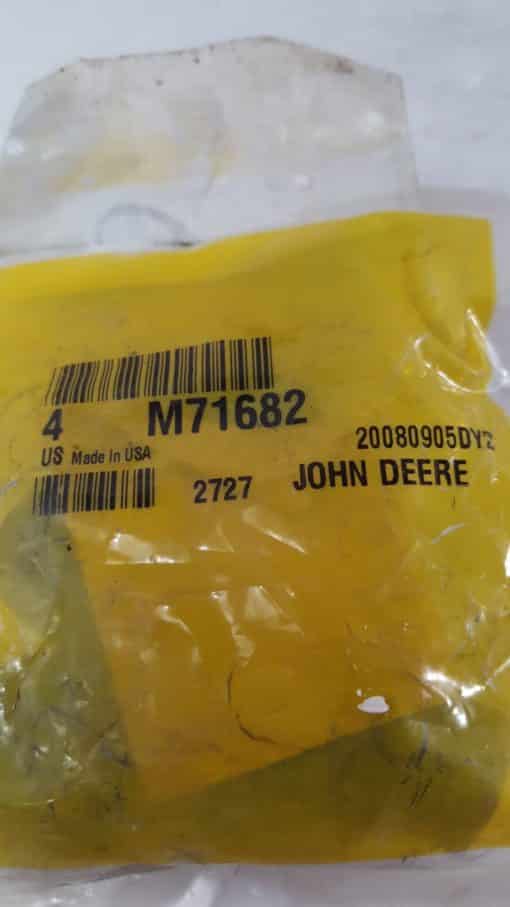 4 M71682
20080905DY2
US Made in USA
2727 JOHN DEERE